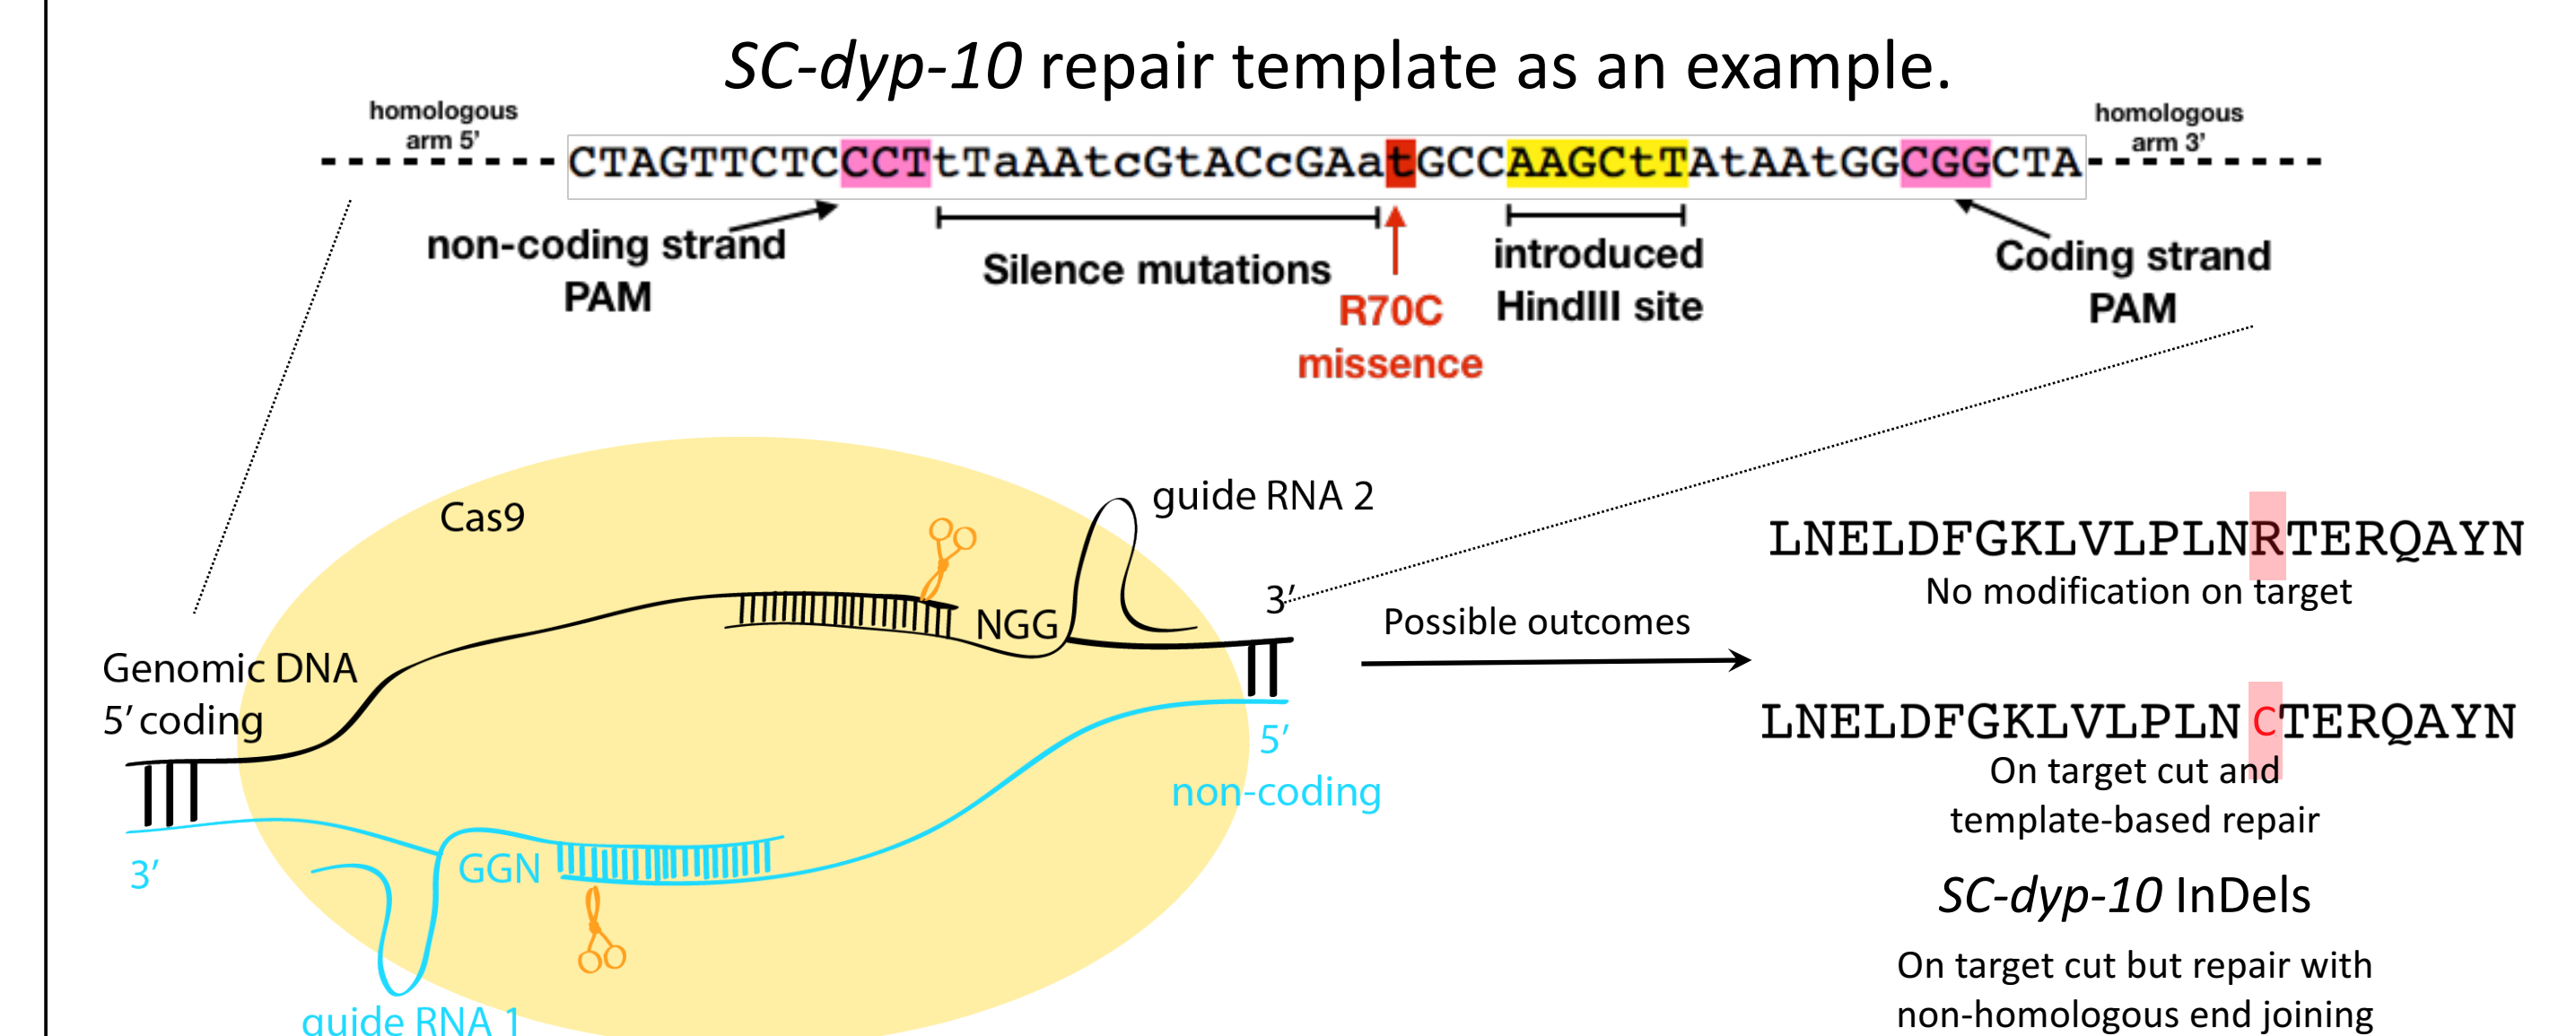 SC-dyp-10 repair template as an example.
homologous
arm 5′
CTAGTTCTCCCTtTaAAtcGtACcGAatGCCAAGCtTAtAAtGGCGGCTA
homologous
arm 3′
non-coding strand
PAM
Silence mutations
R70C
missence
introduced
HindIII site
Coding strand
PAM
Cas9
guide RNA 2
NGG
3′
Genomic DNA
5′ coding
5′
non-coding
3′
GGN
guide RNA 1
Possible outcomes
LNELDFGKLVLPLNRTERQAYN
No modification on target
LNELDFGKLVLPLN CTERQAYN
On target cut and
template-based repair
SC-dyp-10 InDels
On target cut but repair with
non-homologous end joining